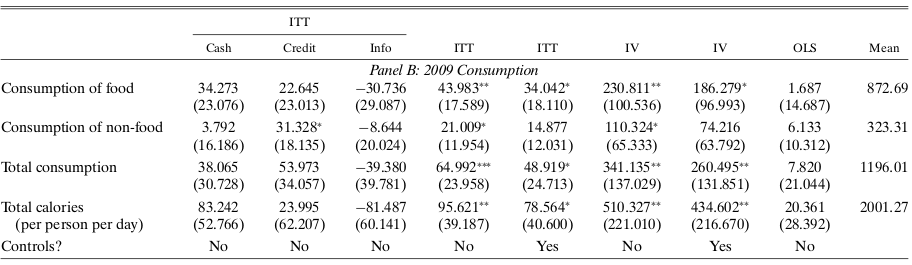 ITT
Cash Credit Info ITT ITT IV IV OLS Mean
Panel B: 2009 Consumption
Consumption of food 34.273 22.645 −30.736 43.983** 34.042* 230.811** 186.279* 1.687 872.69
(23.076) (23.013) (29.087) (17.589) (18.110) (100.536) (96.993) (14.687)
Consumption of non-food 3.792 31.328* −8.644 21.009* 14.877 110.324* 74.216 6.133 323.31
(16.186) (18.135) (20.024) (11.954) (12.031) (65.333) (63.792) (10.312)
Total consumption 38.065 53.973 −39.380 64.992*** 48.919* 341.135** 260.495** 7.820 1196.01
(30.728) (34.057) (39.781) (23.958) (24.713) (137.029) (131.851) (21.044)
Total calories 83.242 23.995 −81.487 95.621** 78.564* 510.327** 434.602** 20.361 2001.27
(per person per day) (52.766) (62.207) (60.141) (39.187) (40.600) (221.010) (216.670) (28.392)
Controls? No No No No Yes No Yes No